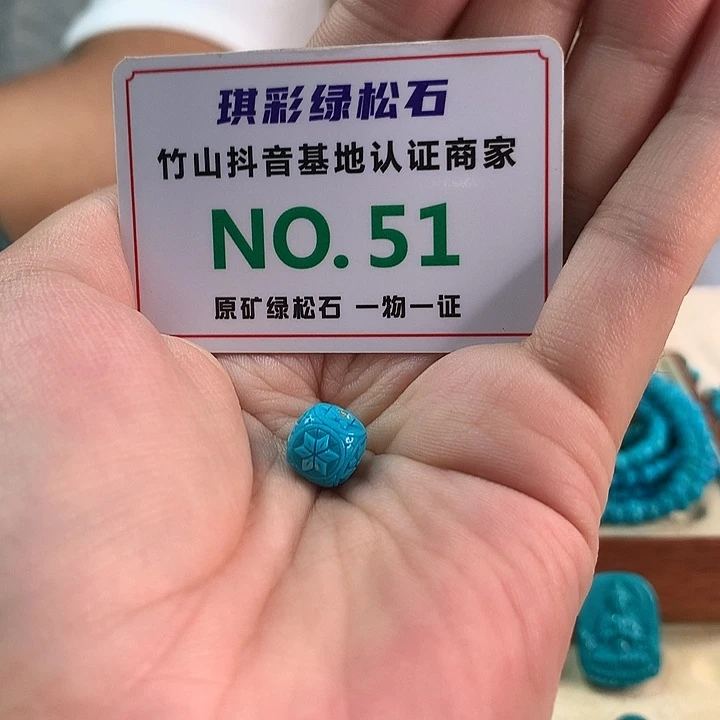 琪彩绿松石
竹山抖音基地认证商家
NO. 51
原矿绿松石 一物一证